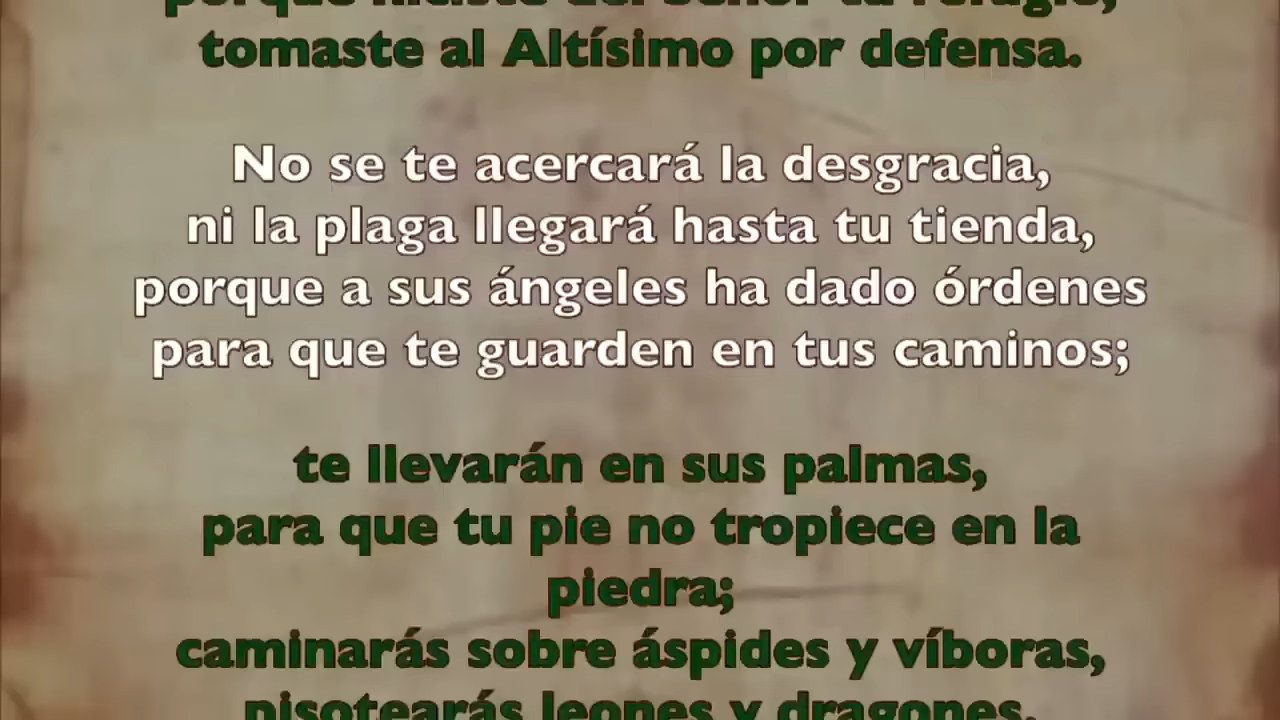 porque hiciste del Señor tu refugio,
tomaste al Altísimo por defensa.
No se te acercará la desgracia,
ni la plaga llegará hasta tu tienda,
porque a sus ángeles ha dado órdenes
para que te guarden en tus caminos;
te llevarán en sus palmas,
para que tu pie no tropiece en la
piedra;
caminarás sobre áspides y víboras,
pisotearás leones y dragones.